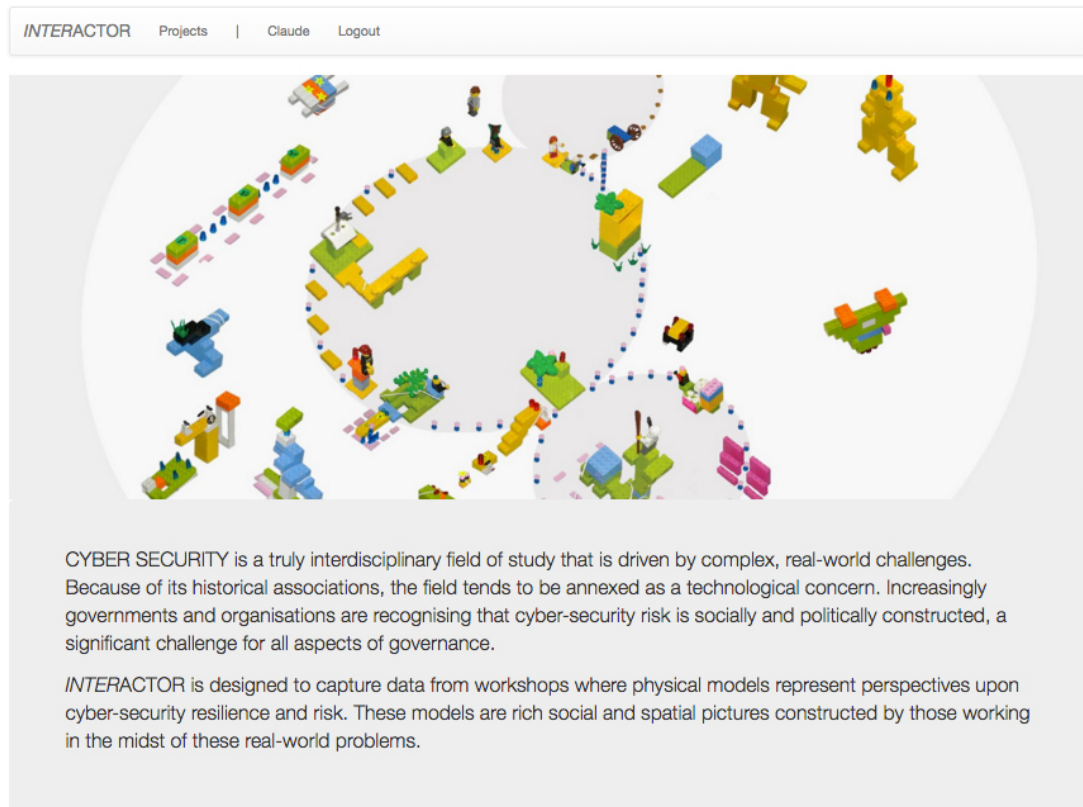 INTERACTOR Projects | Claude Logout
CYBER SECURITY is a truly interdisciplinary field of study that is driven by complex, real-world challenges.
Because of its historical associations, the field tends to be annexed as a technological concern. Increasingly
governments and organisations are recognising that cyber-security risk is socially and politically constructed, a
significant challenge for all aspects of governance.
INTERACTOR is designed to capture data from workshops where physical models represent perspectives upon
cyber-security resilience and risk. These models are rich social and spatial pictures constructed by those working
in the midst of these real-world problems.